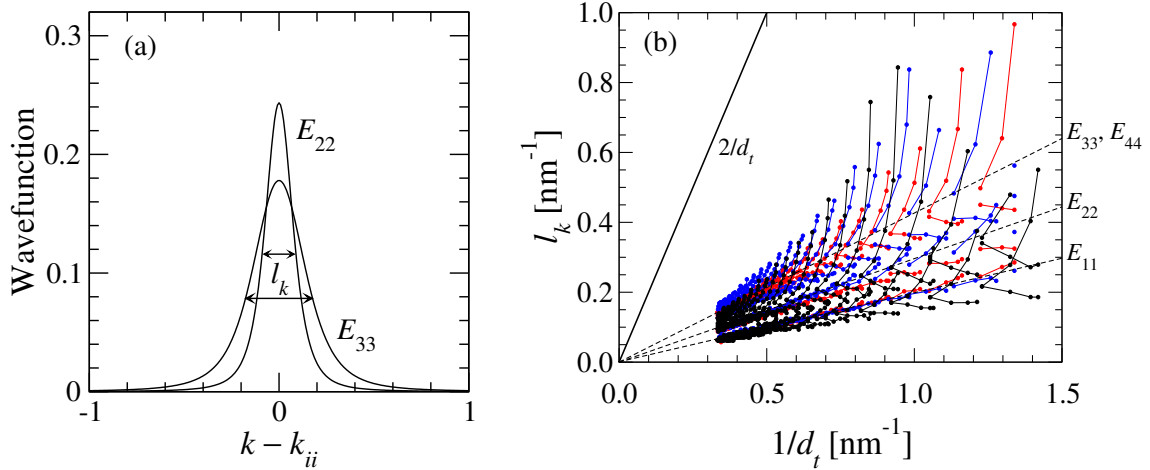 (a)
0.3
0.2
0.1
0
Wavefunction
E22
lk
E33
-1
0
1
k − kii
(b)
1.0
0.8
0.6
0.4
0.2
0.0
lk [nm-1]
2/dt
E33, E44
E22
E11
0.0
0.5
1.0
1.5
1/dt [nm-1]